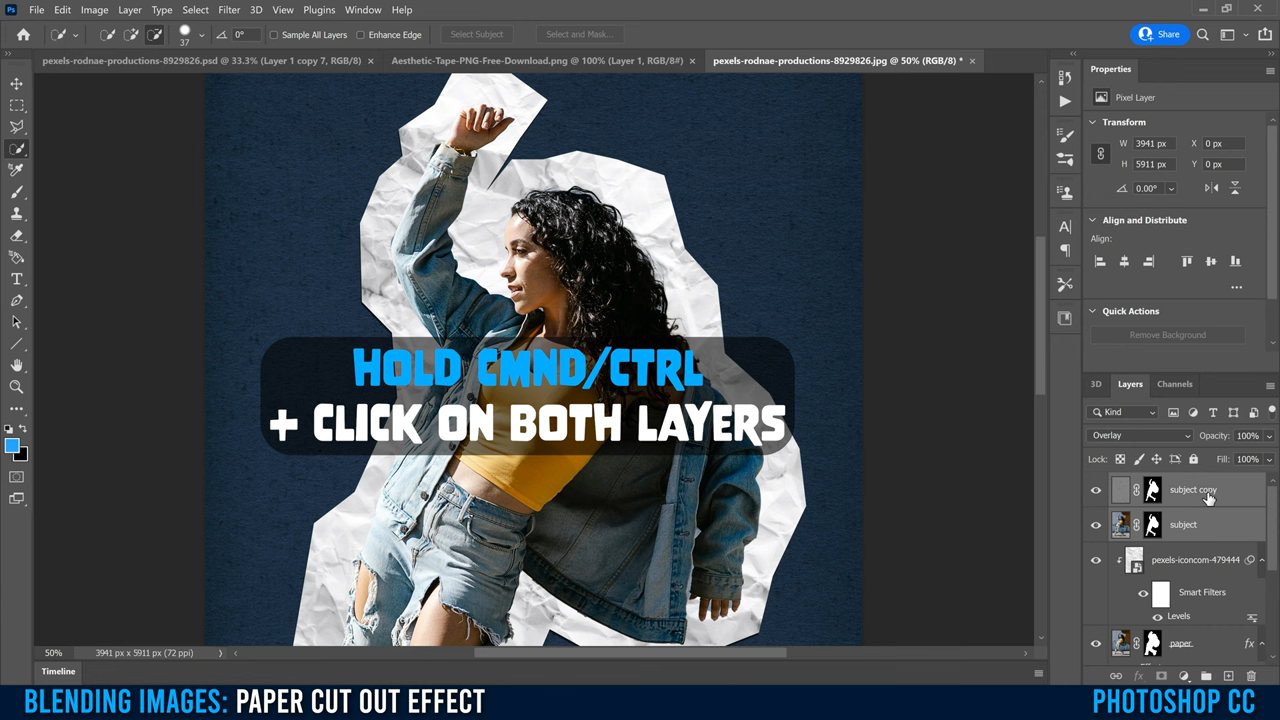 Ps File Edit Image Layer Type Select Filter 3D View Plugins Window Help
37 0° Sample All Layers Enhance Edge Select Subject Select and Mask... Share
pexels-rodnae-productions-8929826.psd @ 33.3% (Layer 1 copy 7, RGB/8) × Aesthetic-Tape-PNG-Free-Download.png @ 100% (Layer 1, RGB/8#) × pexels-rodnae-productions-8929826.jpg @ 50% (RGB/8) * ×
Properties
Pixel Layer
Transform
W 3941 px X 0 px
H 5911 px Y 0 px
0.00°
Align and Distribute
Align:
Quick Actions
Remove Background
HOLD CMND/CTRL
+ CLICK ON BOTH LAYERS
3D Layers Channels
Kind
Overlay Opacity: 100%
Lock: Fill: 100%
subject copy
subject
pexels-iconcom-479444
Smart Filters
Levels
paper
fx
50% 3941 px x 5911 px (72 ppi)
Timeline
fx
BLENDING IMAGES: PAPER CUT OUT EFFECT
PHOTOSHOP CC